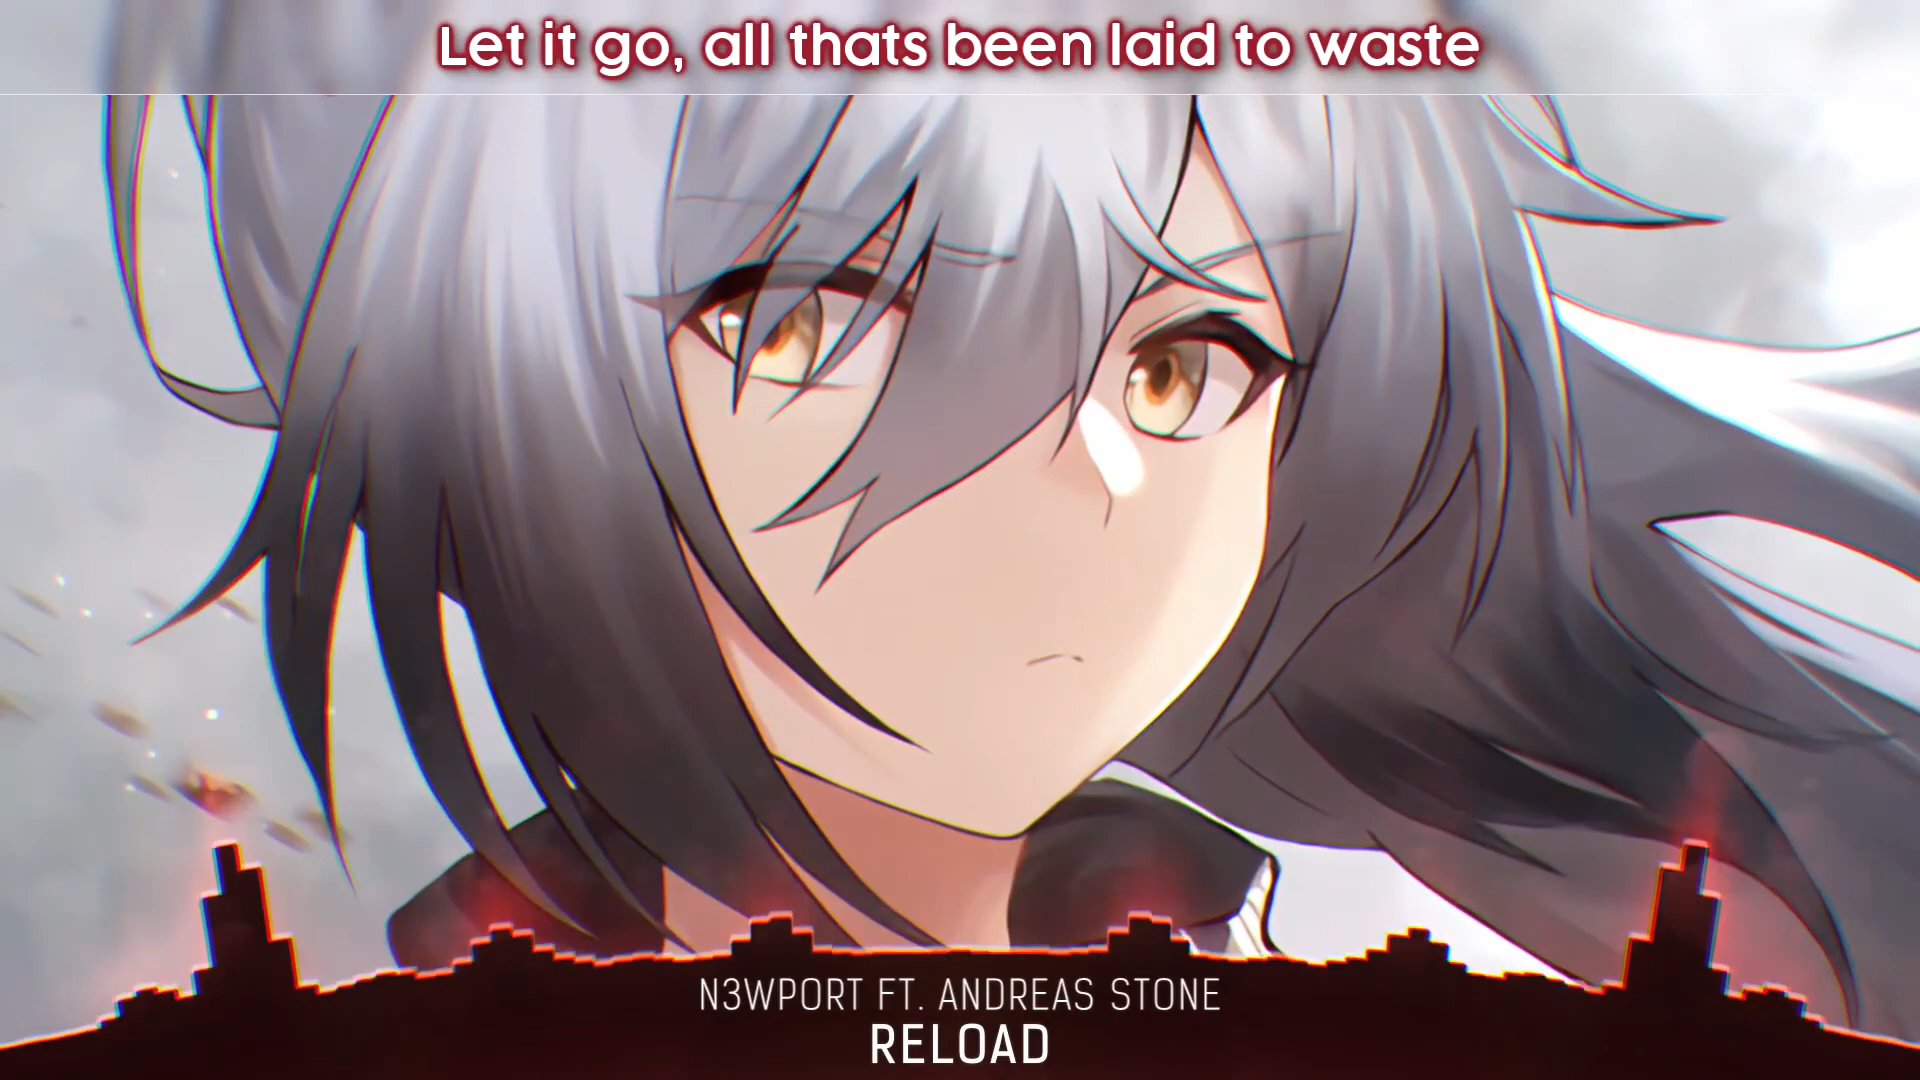 Let it go, all thats been laid to waste
N3WPORT FT. ANDREAS STONE
RELOAD